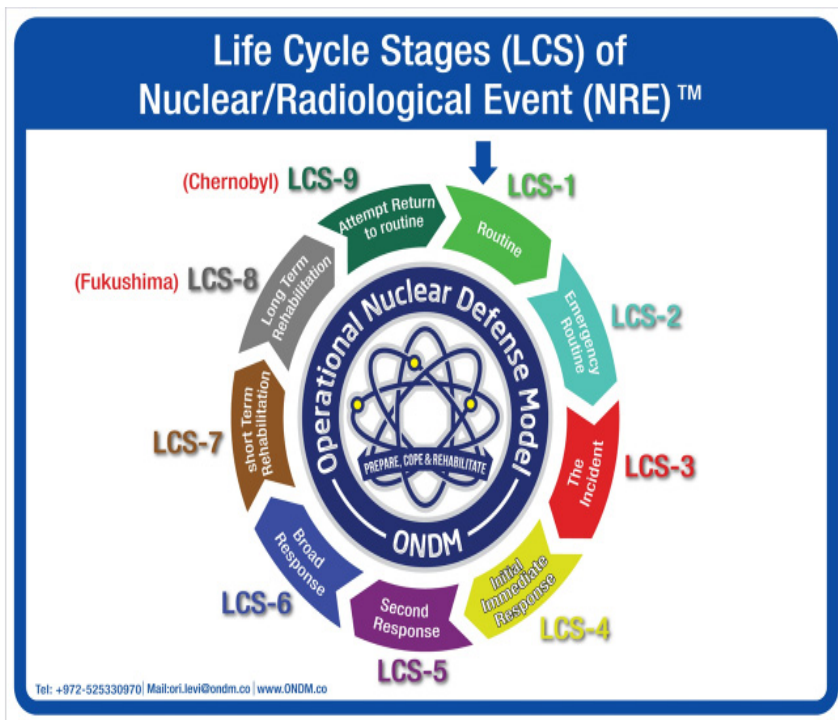 Life Cycle Stages (LCS) of
Nuclear/Radiological Event (NRE) ™
LCS-1
Routine
LCS-2
Emergency
Routine
LCS-3
The
Incident
LCS-4
Initial
Immediate
Response
LCS-5
Second
Response
LCS-6
Broad
Response
LCS-7
short Term
Rehabilitation
(Fukushima) LCS-8
Long Term
Rehabilitation
(Chernobyl) LCS-9
Attempt Return
to routine
Operational Nuclear Defense Model
PREPARE, COPE & REHABILITATE
ONDM
Tel: +972-525330970| Mail:ori.levi@ondm.co | www.ONDM.co